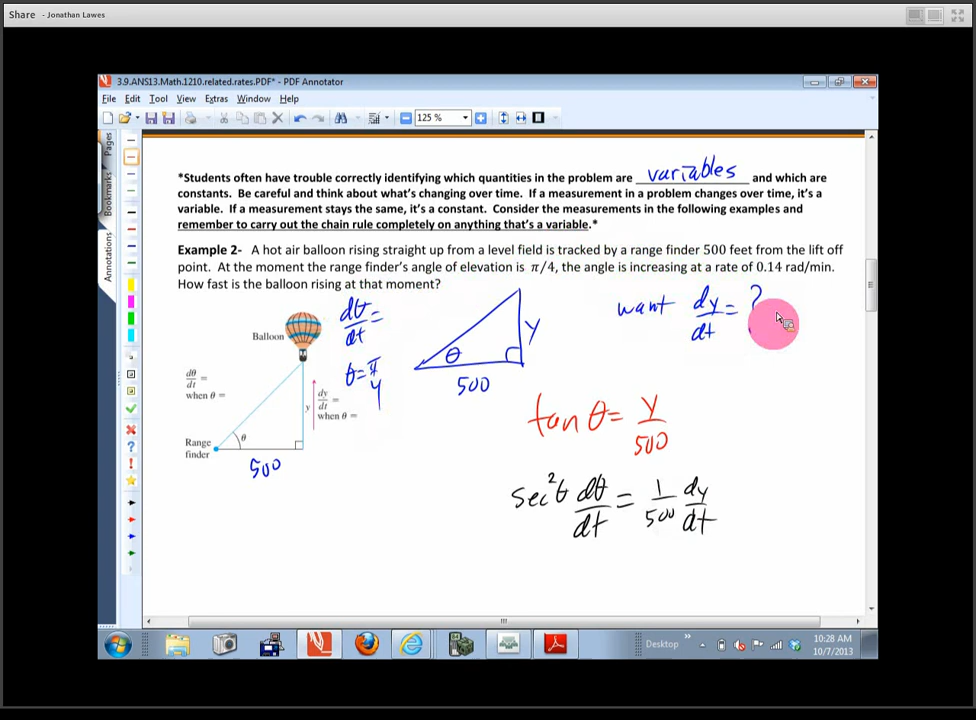 Share - Jonathan Lawes
3.9.ANS13.Math.1210.related.rates.PDF* - PDF Annotator
File Edit Tool View Extras Window Help
125 %
Pages
Bookmarks
Annotations
*Students often have trouble correctly identifying which quantities in the problem are variables and which are
constants. Be careful and think about what's changing over time. If a measurement in a problem changes over time, it's a
variable. If a measurement stays the same, it's a constant. Consider the measurements in the following examples and
remember to carry out the chain rule completely on anything that's a variable.*
Example 2- A hot air balloon rising straight up from a level field is tracked by a range finder 500 feet from the lift off
point. At the moment the range finder's angle of elevation is π/4, the angle is increasing at a rate of 0.14 rad/min.
How fast is the balloon rising at that moment?
Balloon
dθ/dt =
θ = π/4
θ
y
500
want dy/dt = ?
dθ/dt =
when θ =
y
dy/dt =
when θ =
Range
finder
θ
500
tan θ = y/500
sec²θ dθ/dt = 1/500 dy/dt
Desktop »
10:28 AM
10/7/2013